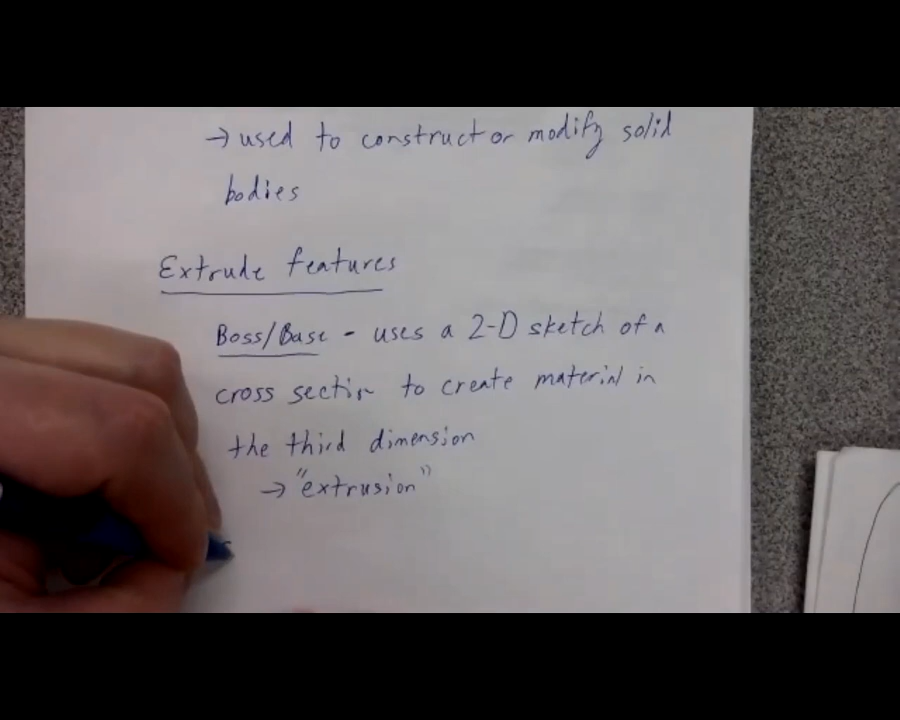 → used to construct or modify solid
bodies
Extrude features
Boss/Base - uses a 2-D sketch of a
cross section to create material in
the third dimension
→ "extrusion"